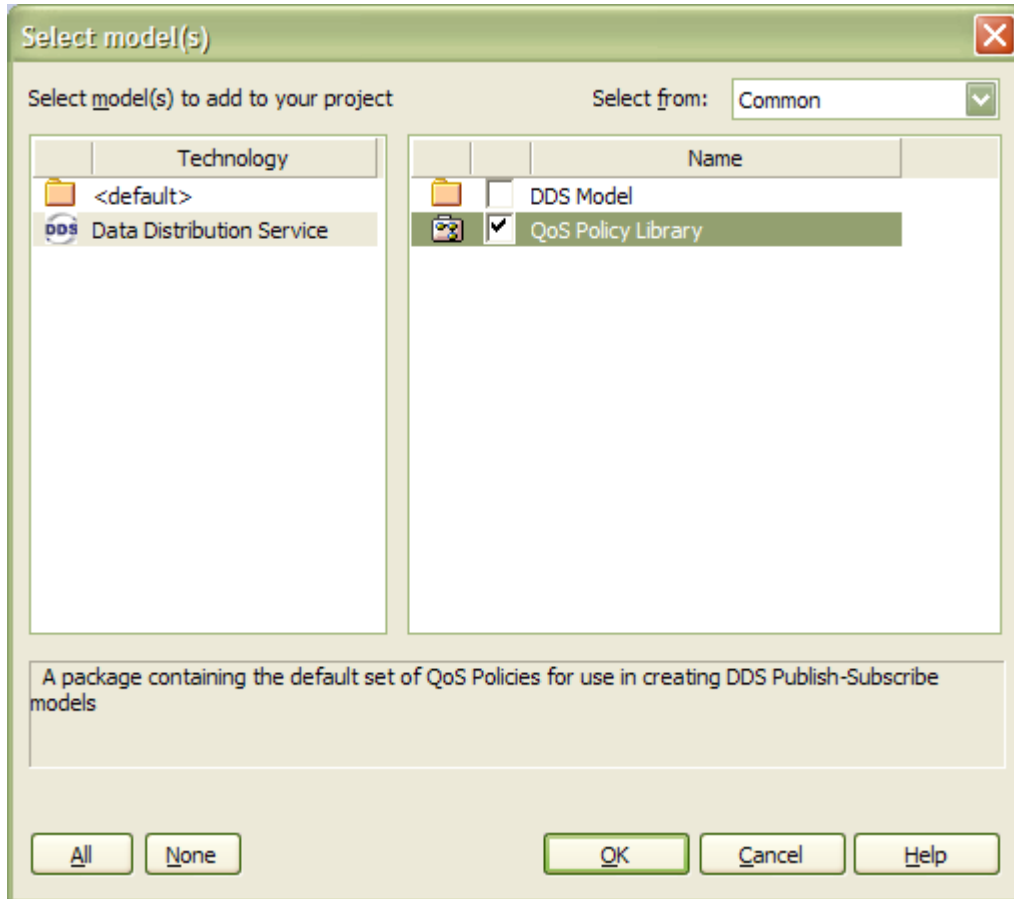 Select model(s)
Select model(s) to add to your project
Select from:
Common
Technology
<default>
DDS Data Distribution Service
Name
DDS Model
QoS Policy Library
A package containing the default set of QoS Policies for use in creating DDS Publish-Subscribe
models
All
None
OK
Cancel
Help